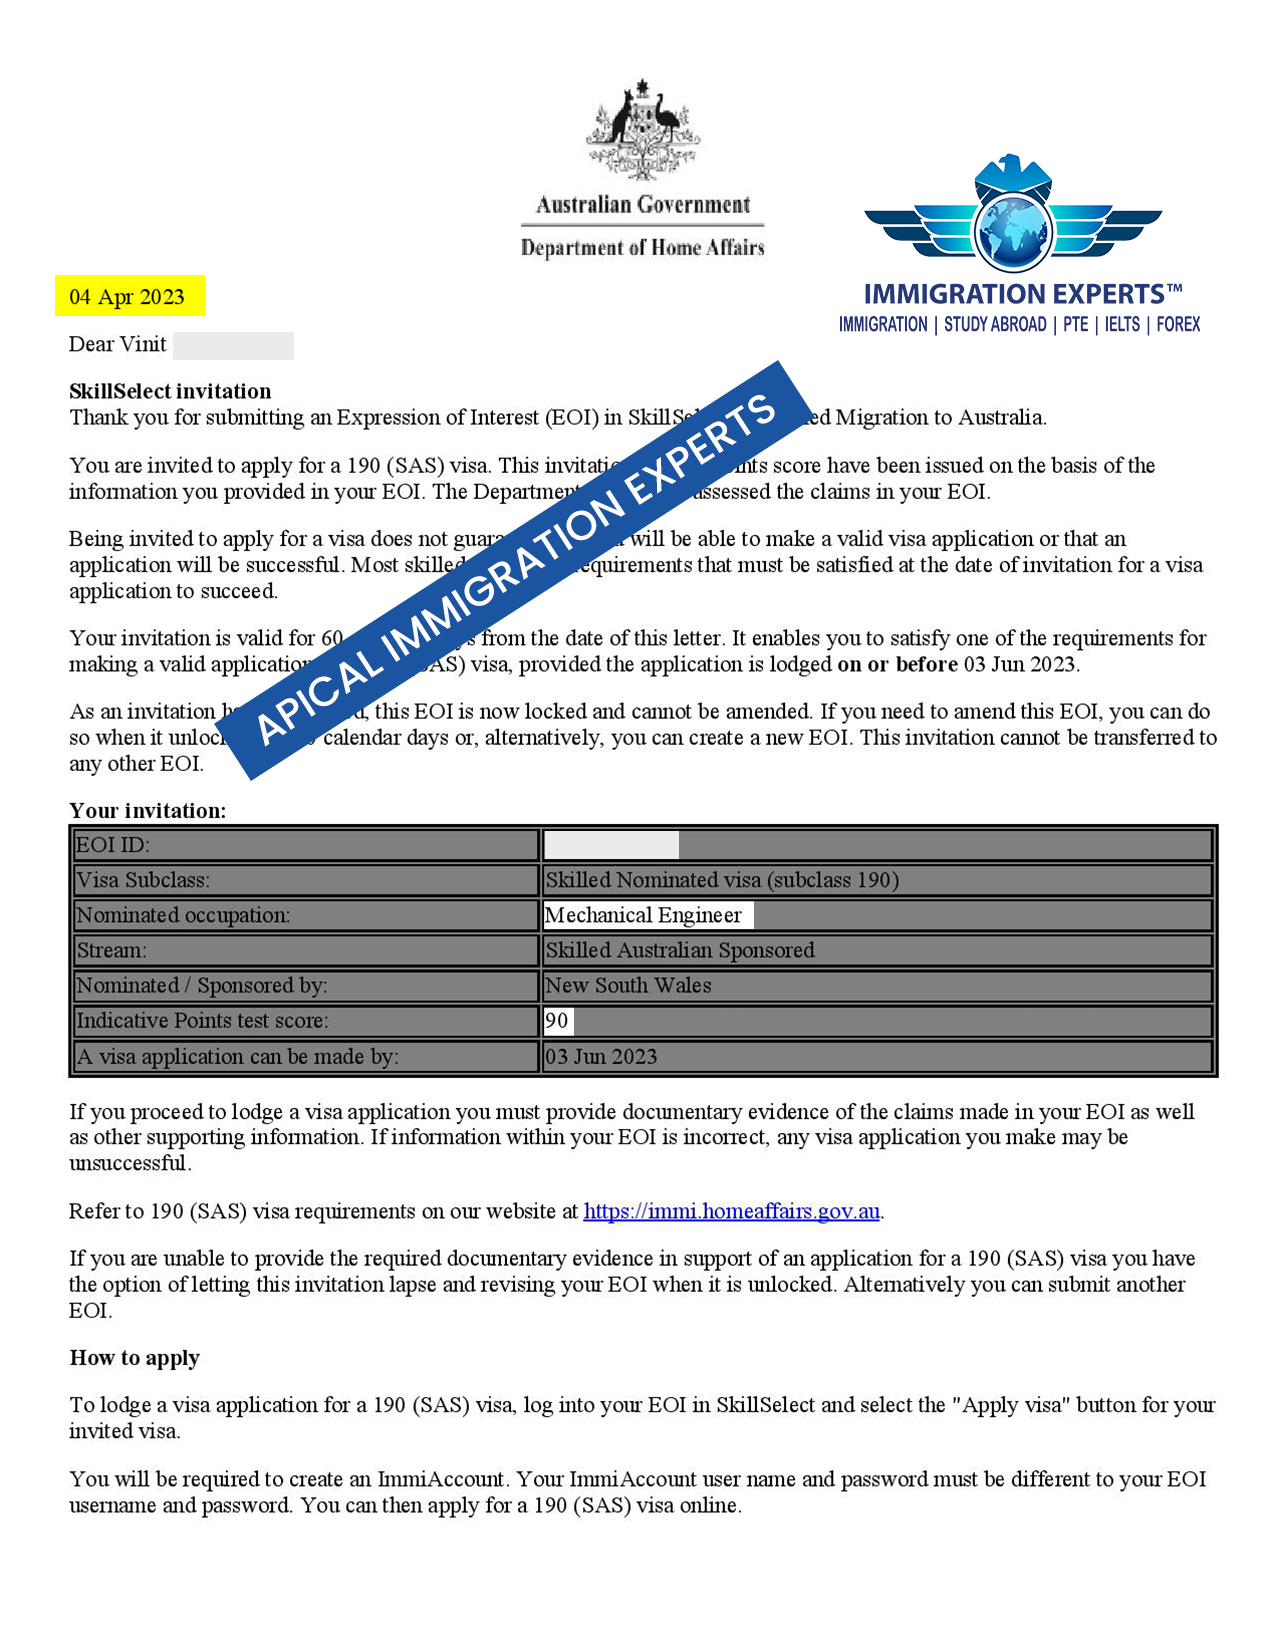 Australian Government
Department of Home Affairs
IMMIGRATION EXPERTS™
IMMIGRATION | STUDY ABROAD | PTE | IELTS | FOREX
04 Apr 2023
Dear Vinit
SkillSelect invitation
Thank you for submitting an Expression of Interest (EOI) in Migration to Australia.
You are invited to apply for a 190 (SAS) visa. This score have been issued on the basis of the
information you provided in your EOI. The assessed the claims in your EOI.
Being invited to apply for a visa does not will be able to make a valid visa application or that an
application will be successful. Most requirements that must be satisfied at the date of invitation for a visa
application to succeed.
Your invitation is valid for 60 from the date of this letter. It enables you to satisfy one of the requirements for
making a valid visa, provided the application is lodged on or before 03 Jun 2023.
As an invitation this EOI is now locked and cannot be amended. If you need to amend this EOI, you can do
so when it calendar days or, alternatively, you can create a new EOI. This invitation cannot be transferred to
any other EOI.
APICAL IMMIGRATION EXPERTS
Your invitation:
EOI ID:
Visa Subclass: Skilled Nominated visa (subclass 190)
Nominated occupation: Mechanical Engineer
Stream: Skilled Australian Sponsored
Nominated / Sponsored by: New South Wales
Indicative Points test score: 90
A visa application can be made by: 03 Jun 2023
If you proceed to lodge a visa application you must provide documentary evidence of the claims made in your EOI as well
as other supporting information. If information within your EOI is incorrect, any visa application you make may be
unsuccessful.
Refer to 190 (SAS) visa requirements on our website at https://immi.homeaffairs.gov.au.
If you are unable to provide the required documentary evidence in support of an application for a 190 (SAS) visa you have
the option of letting this invitation lapse and revising your EOI when it is unlocked. Alternatively you can submit another
EOI.
How to apply
To lodge a visa application for a 190 (SAS) visa, log into your EOI in SkillSelect and select the "Apply visa" button for your
invited visa.
You will be required to create an ImmiAccount. Your ImmiAccount user name and password must be different to your EOI
username and password. You can then apply for a 190 (SAS) visa online.